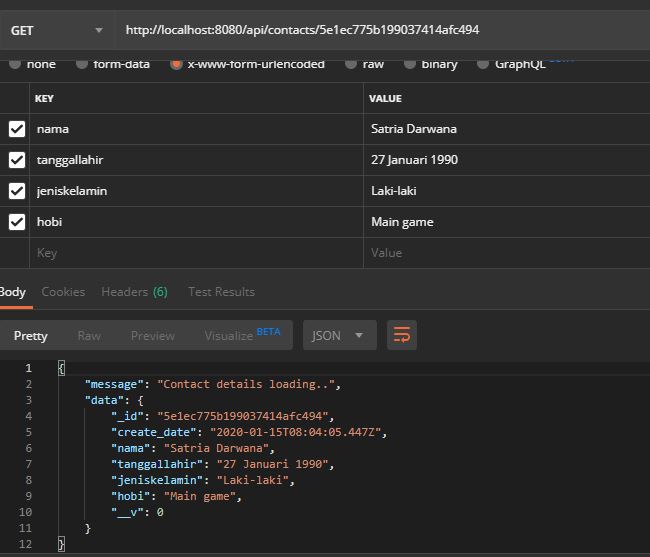 GET http://localhost:8080/api/contacts/5e1ec775b199037414afc494
none form-data x-www-form-urlencoded raw binary GraphQL BETA
KEY VALUE
nama Satria Darwana
tanggallahir 27 Januari 1990
jeniskelamin Laki-laki
hobi Main game
Key Value
Body Cookies Headers (6) Test Results
Pretty Raw Preview Visualize BETA JSON
1 {
2 "message": "Contact details loading..",
3 "data": {
4 "_id": "5e1ec775b199037414afc494",
5 "create_date": "2020-01-15T08:04:05.447Z",
6 "nama": "Satria Darwana",
7 "tanggallahir": "27 Januari 1990",
8 "jeniskelamin": "Laki-laki",
9 "hobi": "Main game",
10 "__v": 0
11 }
12 }